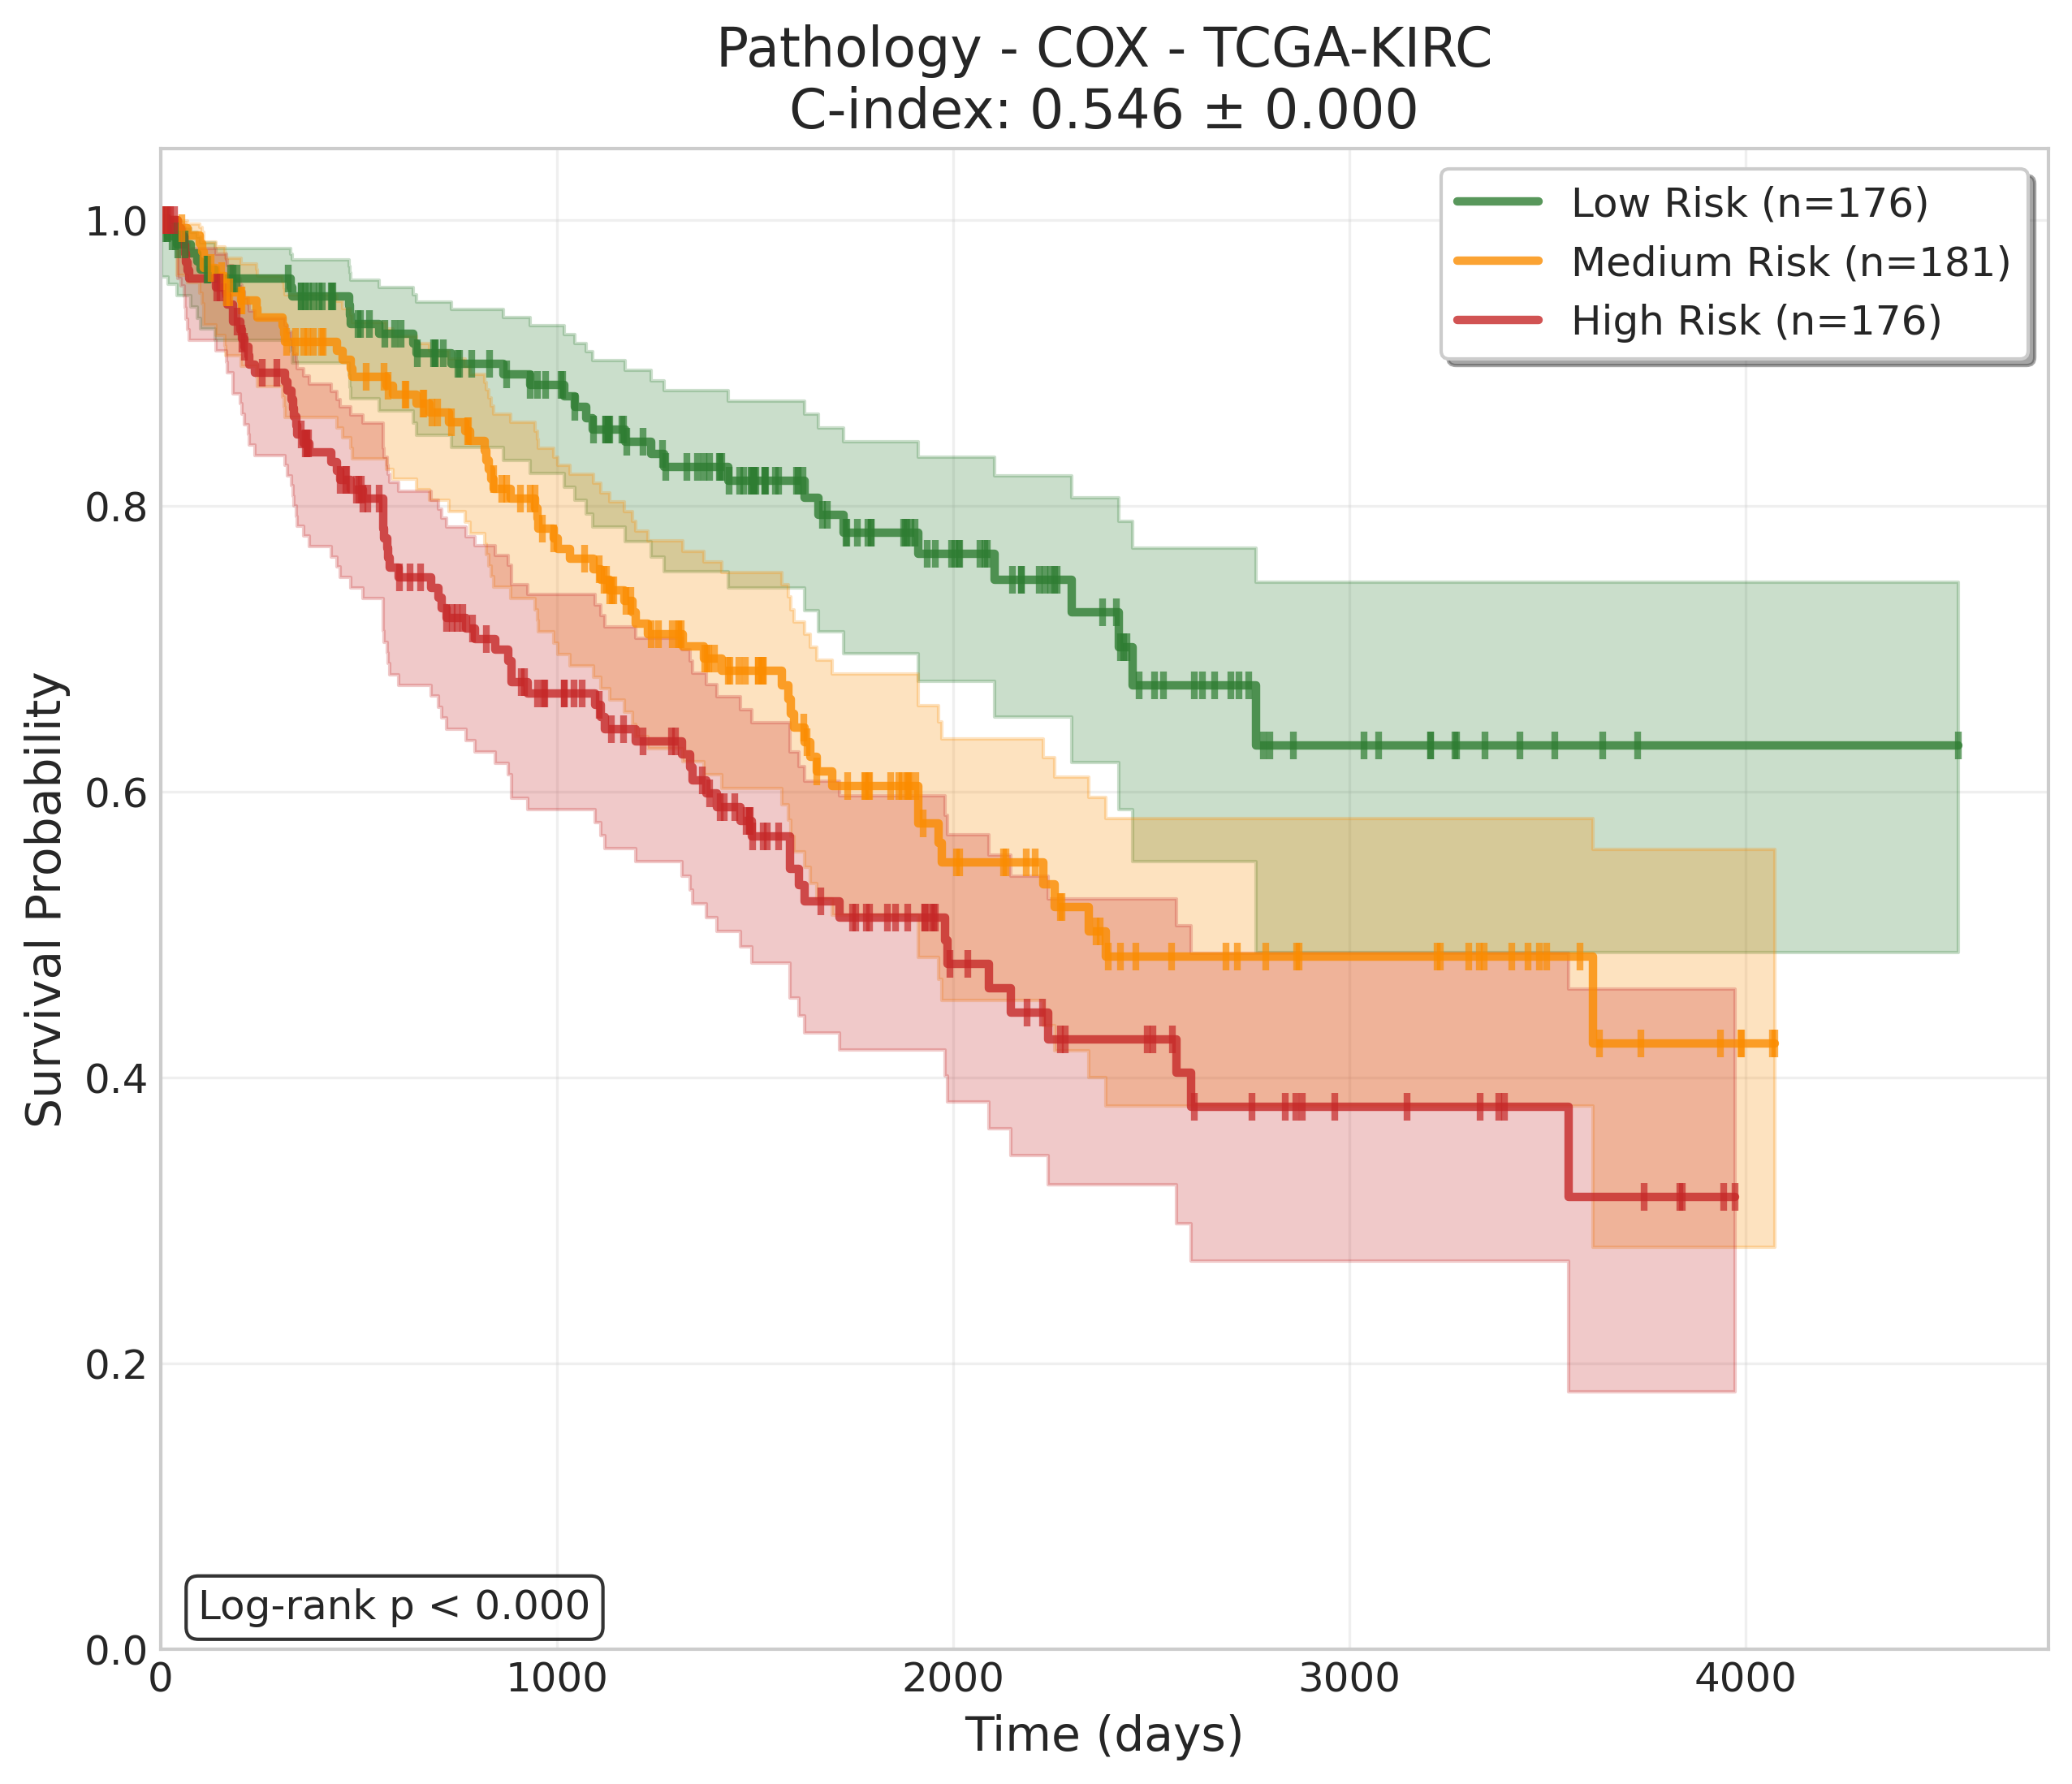 Pathology - COX - TCGA-KIRC
C-index: 0.546 ± 0.000
Low Risk (n=176)
Medium Risk (n=181)
High Risk (n=176)
Survival Probability
1.0
0.8
0.6
0.4
0.2
0.0
Log-rank p < 0.000
0 1000 2000 3000 4000
Time (days)